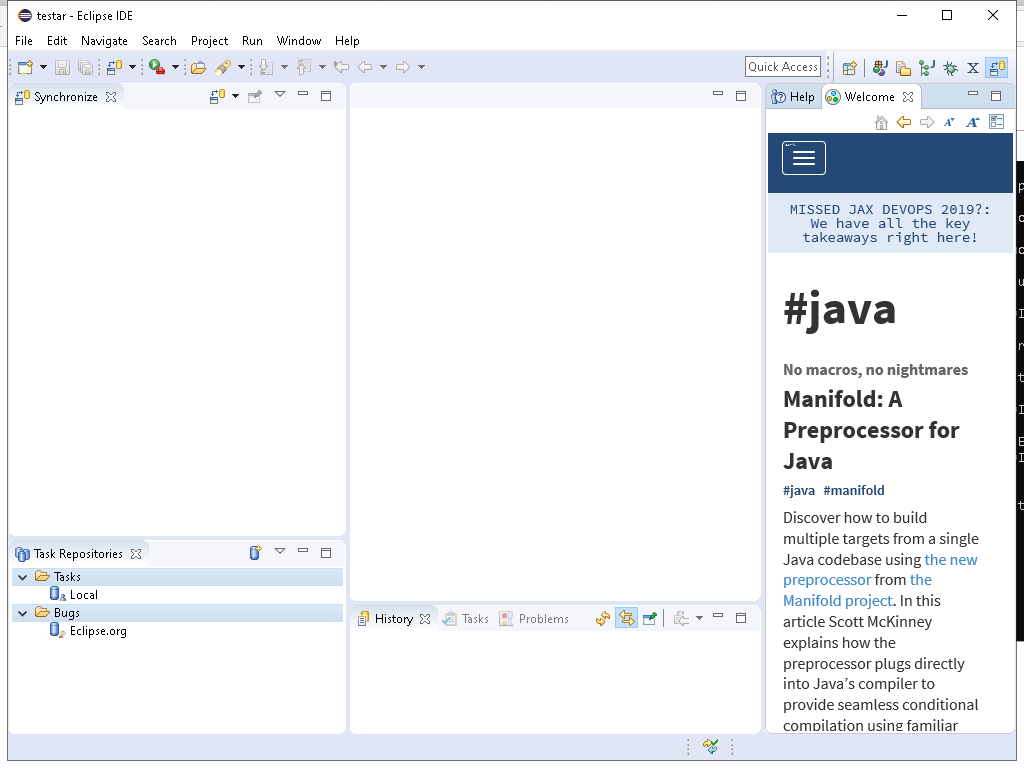 testar - Eclipse IDE
File Edit Navigate Search Project Run Window Help
Quick Access
Synchronize
Help
Welcome
MISSED JAX DEVOPS 2019?:
We have all the key
takeaways right here!
#java
No macros, no nightmares
Manifold: A
Preprocessor for
Java
#java #manifold
Discover how to build
multiple targets from a single
Java codebase using the new
preprocessor from the
Manifold project. In this
article Scott McKinney
explains how the
preprocessor plugs directly
into Java's compiler to
provide seamless conditional
compilation using familiar
Task Repositories
Tasks
Local
Bugs
Eclipse.org
History
Tasks
Problems